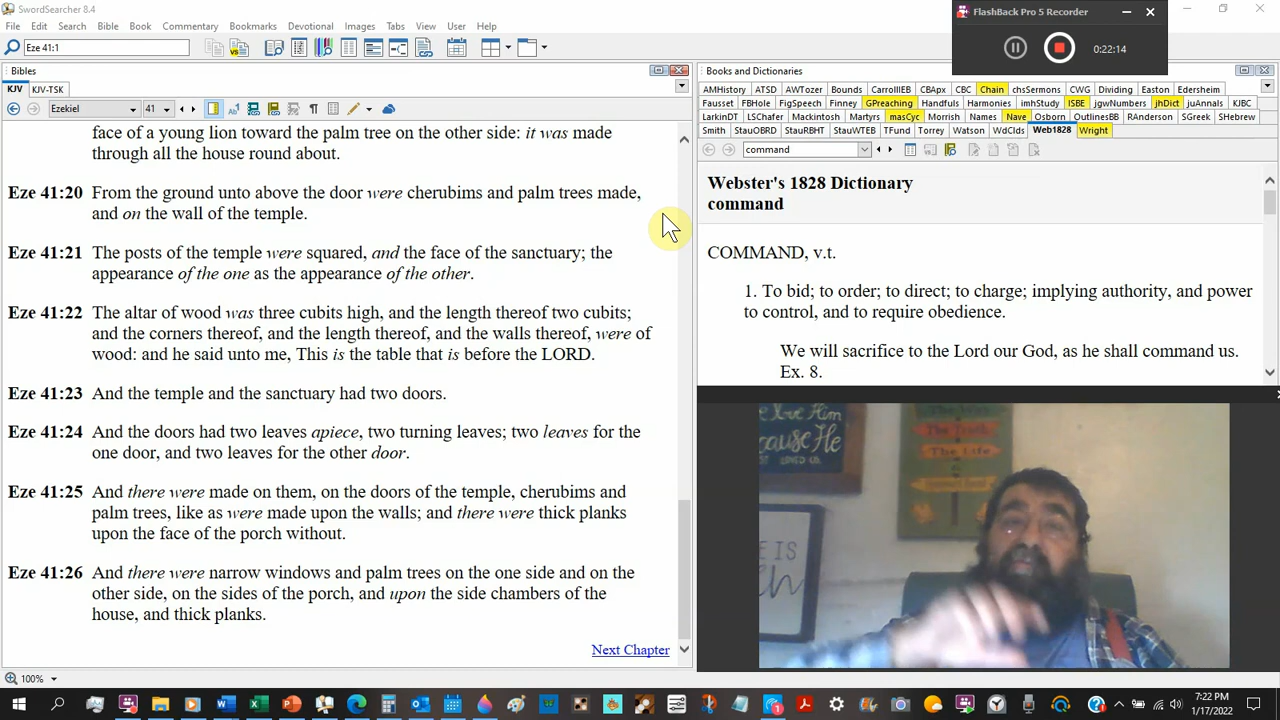 SwordSearcher 8.4
FlashBack Pro 5 Recorder
0:22:14
File Edit Search Bible Book Commentary Bookmarks Devotional Images Tabs View User Help
Eze 41:1
VS
Bibles
KJV KJV-TSK
Ezekiel 41
face of a young lion toward the palm tree on the other side: it was made
through all the house round about.
Eze 41:20 From the ground unto above the door were cherubims and palm trees made,
and on the wall of the temple.
Eze 41:21 The posts of the temple were squared, and the face of the sanctuary; the
appearance of the one as the appearance of the other.
Eze 41:22 The altar of wood was three cubits high, and the length thereof two cubits;
and the corners thereof, and the length thereof, and the walls thereof, were of
wood: and he said unto me, This is the table that is before the LORD.
Eze 41:23 And the temple and the sanctuary had two doors.
Eze 41:24 And the doors had two leaves apiece, two turning leaves; two leaves for the
one door, and two leaves for the other door.
Eze 41:25 And there were made on them, on the doors of the temple, cherubims and
palm trees, like as were made upon the walls; and there were thick planks
upon the face of the porch without.
Eze 41:26 And there were narrow windows and palm trees on the one side and on the
other side, on the sides of the porch, and upon the side chambers of the
house, and thick planks.
Next Chapter
100%
Books and Dictionaries
AMHistory ATSD AWTozer Bounds CarrollIEB CBApx CBC Chain chsSermons Dividing Easton Edersheim
Fausset FBHole FigSpeech Finney GPreaching Handfuls Harmonies imhStudy ISBE jgwNumbers jhDict juAnnals KJBC
LarkinDT LSChafer Mackintosh Martyrs masCyc Morrish Names Nave Osborn OutlinesBB RAnderson SGreek SHebrew
Smith StauOBRD StauRBHT StauWTEB TFund Torrey Watson WdClds Web1828 Wright
command
Webster's 1828 Dictionary
command
COMMAND, v.t.
1. To bid; to order; to direct; to charge; implying authority, and power
to control, and to require obedience.
We will sacrifice to the Lord our God, as he shall command us.
Ex. 8.
We love Him
because He
The Truth
The Life
7:22 PM
1/17/2022